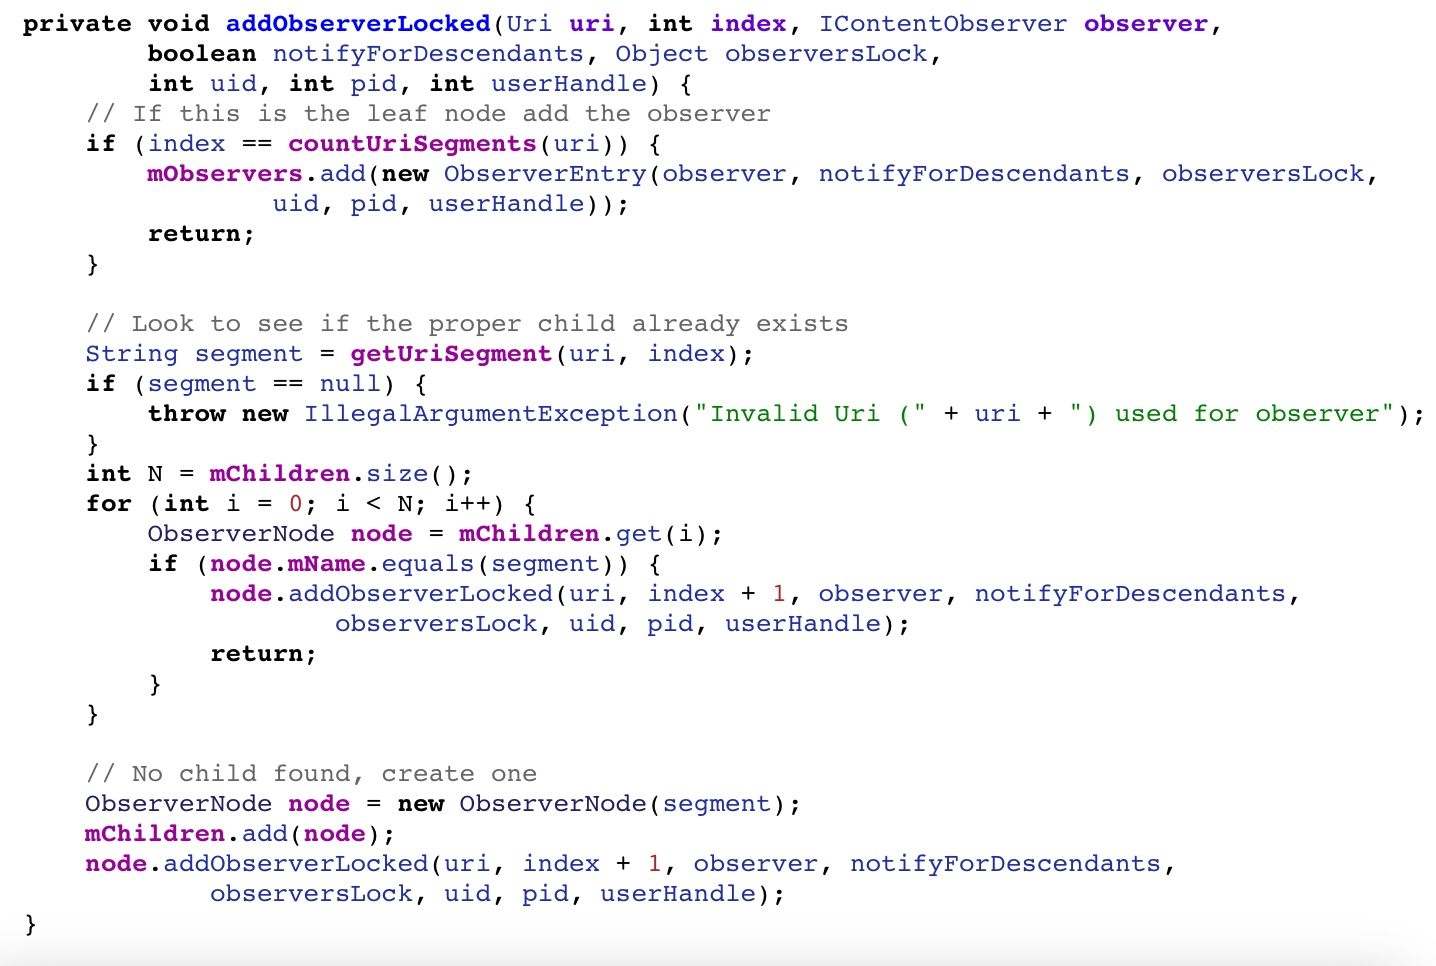 private void addObserverLocked(Uri uri, int index, IContentObserver observer,
        boolean notifyForDescendants, Object observersLock,
        int uid, int pid, int userHandle) {
    // If this is the leaf node add the observer
    if (index == countUriSegments(uri)) {
        mObservers.add(new ObserverEntry(observer, notifyForDescendants, observersLock,
                uid, pid, userHandle));
        return;
    }

    // Look to see if the proper child already exists
    String segment = getUriSegment(uri, index);
    if (segment == null) {
        throw new IllegalArgumentException("Invalid Uri (" + uri + ") used for observer");
    }
    int N = mChildren.size();
    for (int i = 0; i < N; i++) {
        ObserverNode node = mChildren.get(i);
        if (node.mName.equals(segment)) {
            node.addObserverLocked(uri, index + 1, observer, notifyForDescendants,
                    observersLock, uid, pid, userHandle);
            return;
        }
    }

    // No child found, create one
    ObserverNode node = new ObserverNode(segment);
    mChildren.add(node);
    node.addObserverLocked(uri, index + 1, observer, notifyForDescendants,
            observersLock, uid, pid, userHandle);
}